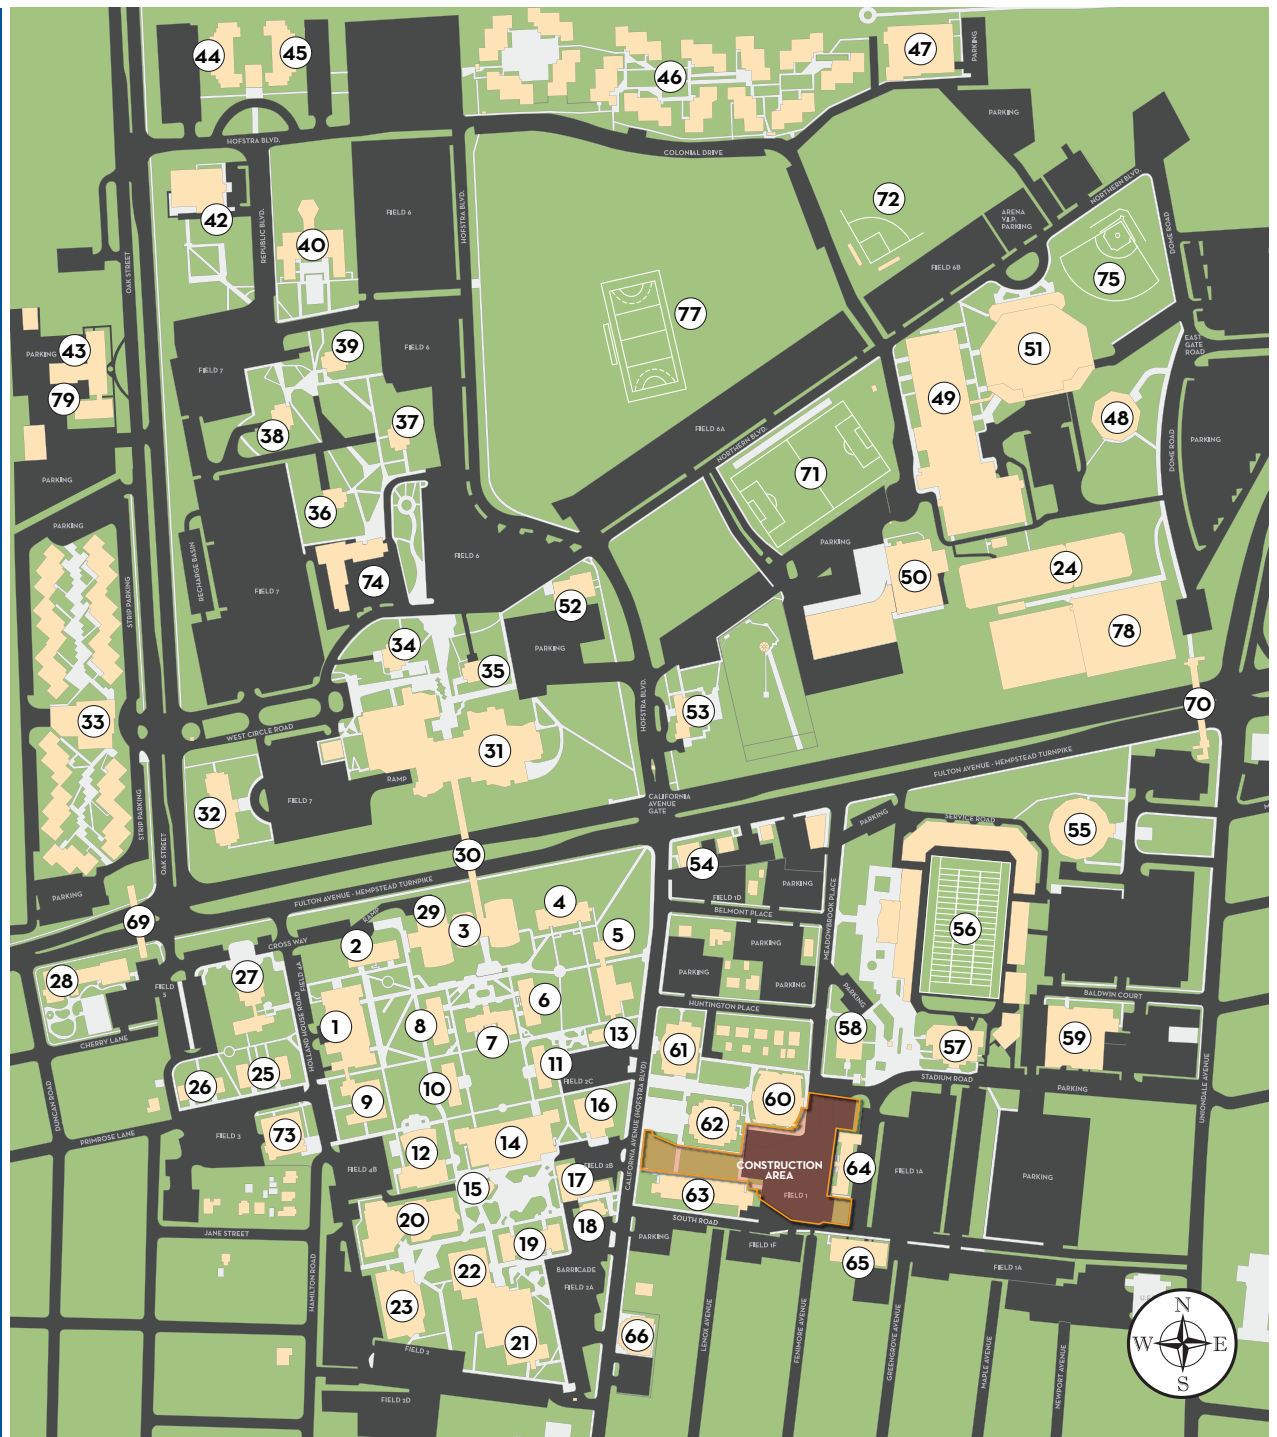 44
45
46
47
PARKING
PARKING
HOFSTRA BLVD.
COLONIAL DRIVE
42
REPUBLIC BLVD.
40
FIELD 6
HOFSTRA BLVD.
72
ARENA
V.I.P.
PARKING
NORTHERN BLVD.
DOME ROAD
OAK STREET
FIELD 6B
75
77
43
PARKING
79
39
FIELD 6
FIELD 7
51
EAST
GATE
ROAD
49
48
38
37
FIELD 6A
NORTHERN BLVD.
PARKING
DOME ROAD
PARKING
71
36
PARKING
RECHARGE BASIN
FIELD 6
PARKING
STRIP PARKING
FIELD 7
74
52
50
24
78
34
35
PARKING
HOFSTRA BLVD.
53
70
33
WEST CIRCLE ROAD
31
RAMP
32
FIELD 7
STRIP PARKING
OAK STREET
FULTON AVENUE - HEMPSTEAD TURNPIKE
CALIFORNIA
AVENUE
GATE
PARKING
SERVICE ROAD
55
30
54
PARKING
FIELD 1D
BELMONT PLACE
MEADOWBROOK PLACE
PARKING
FULTON AVENUE - HEMPSTEAD TURNPIKE
69
RAMP
29
3
4
5
2
CROSS WAY
56
PARKING
PARKING
PARKING
28
FIELD
5
27
FIELD 4A
HOLLAND HOUSE ROAD
6
HUNTINGTON PLACE
PARKING
BALDWIN COURT
1
8
7
13
58
57
59
CHERRY LANE
61
11
FIELD 2C
25
26
10
9
16
60
STADIUM ROAD
PARKING
UNIONDALE AVENUE
DUNCAN ROAD
PRIMROSE LANE
FIELD 3
73
62
14
12
FIELD 4B
CALIFORNIA AVENUE (HOFSTRA BLVD)
FIELD 2B
17
CONSTRUCTION
AREA
64
FIELD 1A
PARKING
15
63
FIELD 1
20
18
SOUTH ROAD
JANE STREET
19
PARKING
FIELD 1F
65
FIELD 1A
22
BARRICADE
FIELD 2A
HAMILTON ROAD
23
21
66
LENOX AVENUE
FENIMORE AVENUE
GREENGROVE AVENUE
MAPLE AVENUE
NEWPORT AVENUE
FIELD 2
FIELD 2D
N
W E
S